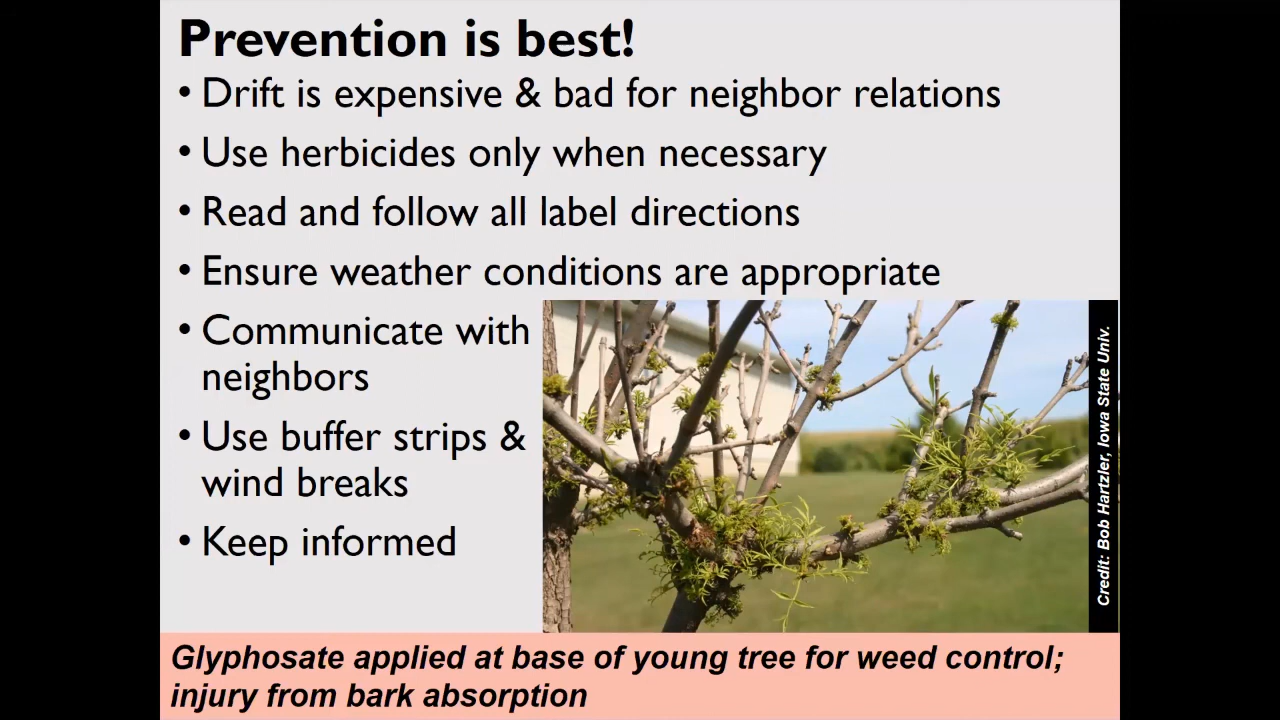 Prevention is best!
• Drift is expensive & bad for neighbor relations
• Use herbicides only when necessary
• Read and follow all label directions
• Ensure weather conditions are appropriate
• Communicate with
neighbors
• Use buffer strips &
wind breaks
• Keep informed
Credit: Bob Hartzler, Iowa State Univ.
Glyphosate applied at base of young tree for weed control;
injury from bark absorption